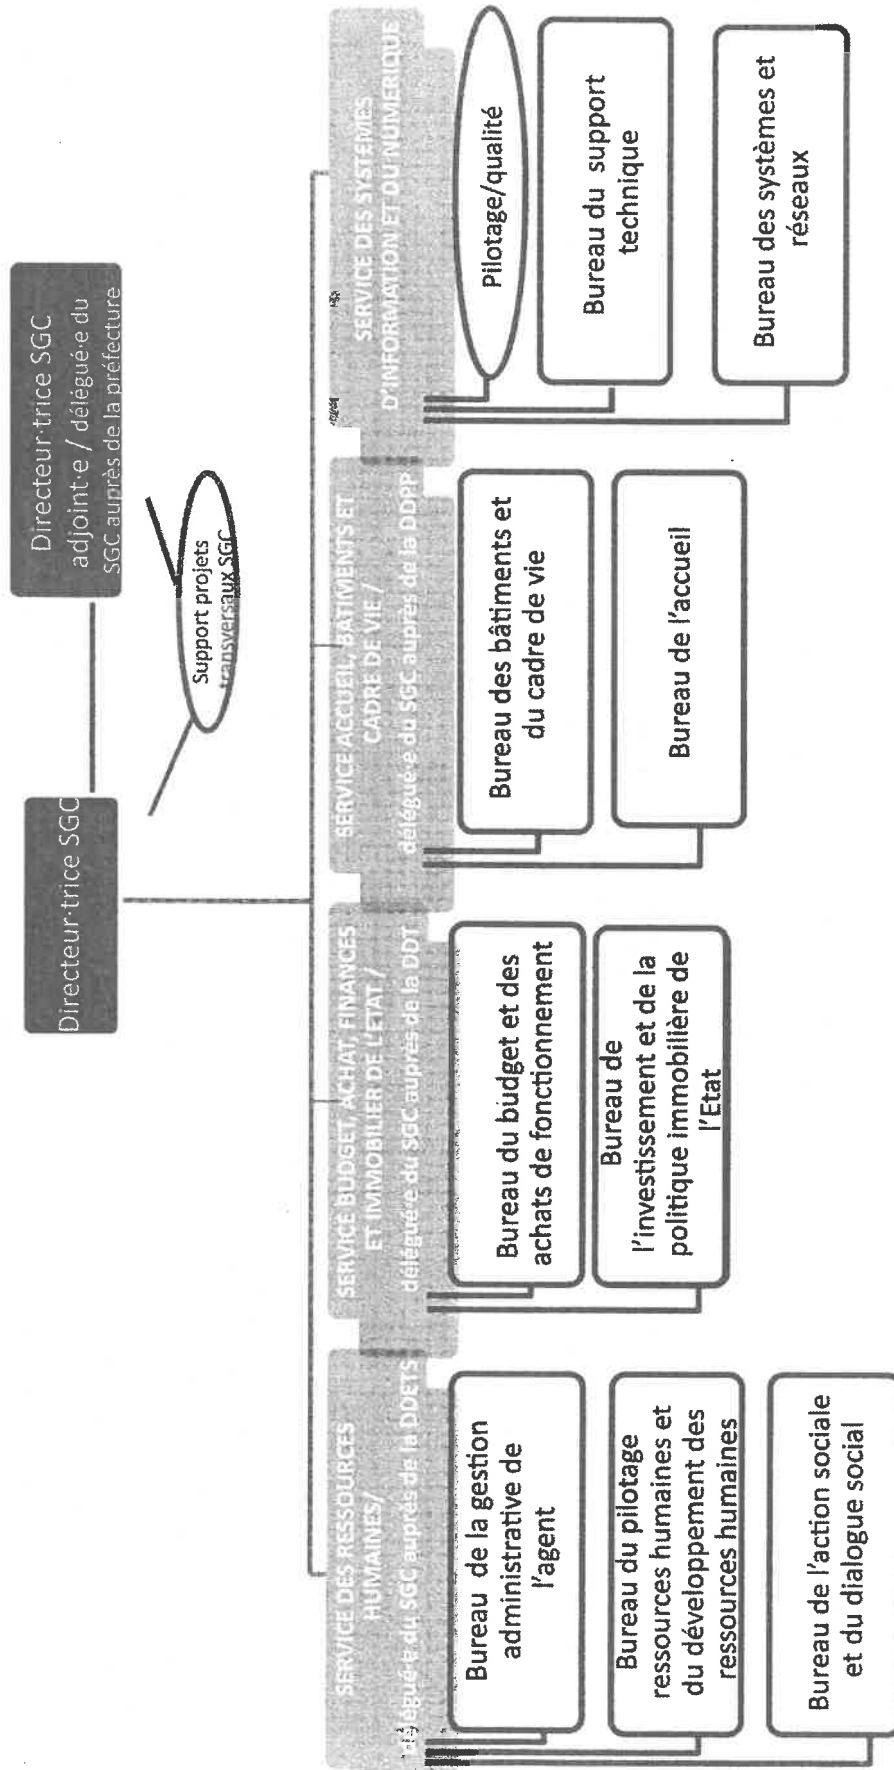 Directeur·trice SGC
Directeur·trice SGC
adjoint·e / délégué·e du
SGC auprès de la préfecture
Support projets
transversaux SGC
SERVICE DES RESSOURCES
HUMAINES/
délégué·e du SGC auprès de la DDETS
Bureau de la gestion
administrative de
l'agent
Bureau du pilotage
ressources humaines et
du développement des
ressources humaines
Bureau de l'action sociale
et du dialogue social
SERVICE BUDGET, ACHAT, FINANCES
ET IMMOBILIER DE L'ETAT /
délégué·e du SGC auprès de la DDT
Bureau du budget et des
achats de fonctionnement
Bureau de
l'investissement et de la
politique immobilière de
l'Etat
SERVICE ACCUEIL, BÂTIMENTS ET
CADRE DE VIE /
délégué·e du SGC auprès de la DDPP
Bureau des bâtiments et
du cadre de vie
Bureau de l'accueil
SERVICE DES SYSTÈMES
D'INFORMATION ET DU NUMÉRIQUE
Pilotage/qualité
Bureau du support
technique
Bureau des systèmes et
réseaux